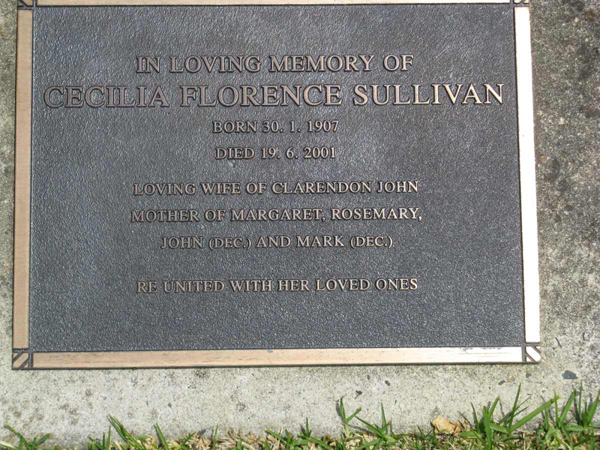 IN LOVING MEMORY OF
CECILIA FLORENCE SULLIVAN
BORN 30. 1. 1907
DIED 19. 6. 2001
LOVING WIFE OF CLARENDON JOHN
MOTHER OF MARGARET, ROSEMARY,
JOHN (DEC.) AND MARK (DEC.)
RE UNITED WITH HER LOVED ONES